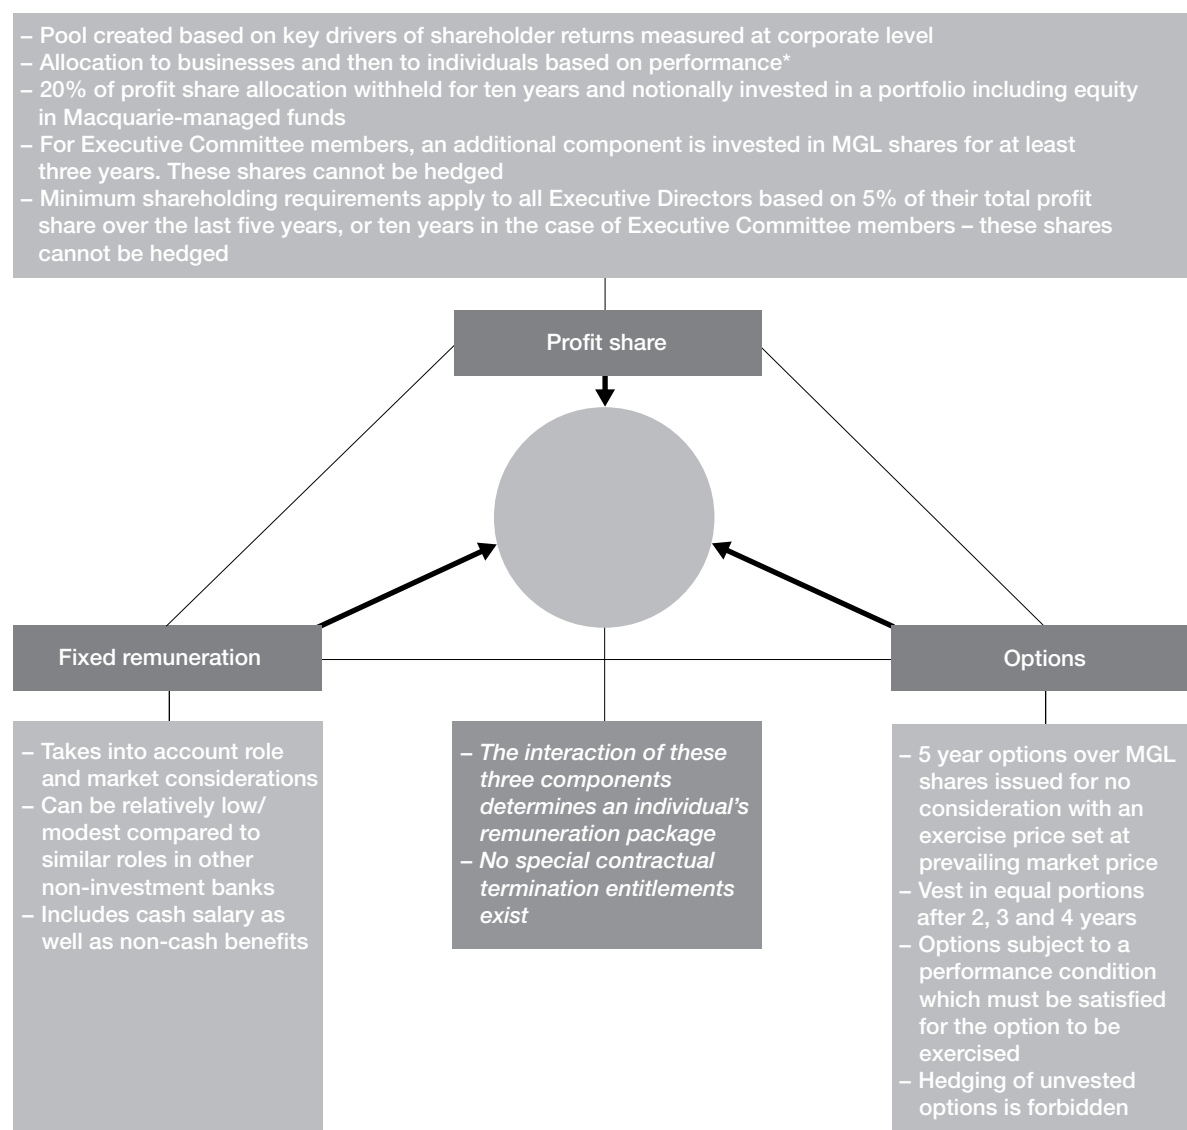 – Pool created based on key drivers of shareholder returns measured at corporate level
– Allocation to businesses and then to individuals based on performance*
– 20% of profit share allocation withheld for ten years and notionally invested in a portfolio including equity
in Macquarie-managed funds
– For Executive Committee members, an additional component is invested in MGL shares for at least
three years. These shares cannot be hedged
– Minimum shareholding requirements apply to all Executive Directors based on 5% of their total profit
share over the last five years, or ten years in the case of Executive Committee members – these shares
cannot be hedged
Profit share
Fixed remuneration
Options
– Takes into account role
and market considerations
– Can be relatively low/
modest compared to
similar roles in other
non-investment banks
– Includes cash salary as
well as non-cash benefits
– The interaction of these
three components
determines an individual's
remuneration package
– No special contractual
termination entitlements
exist
– 5 year options over MGL
shares issued for no
consideration with an
exercise price set at
prevailing market price
– Vest in equal portions
after 2, 3 and 4 years
– Options subject to a
performance condition
which must be satisfied
for the option to be
exercised
– Hedging of unvested
options is forbidden